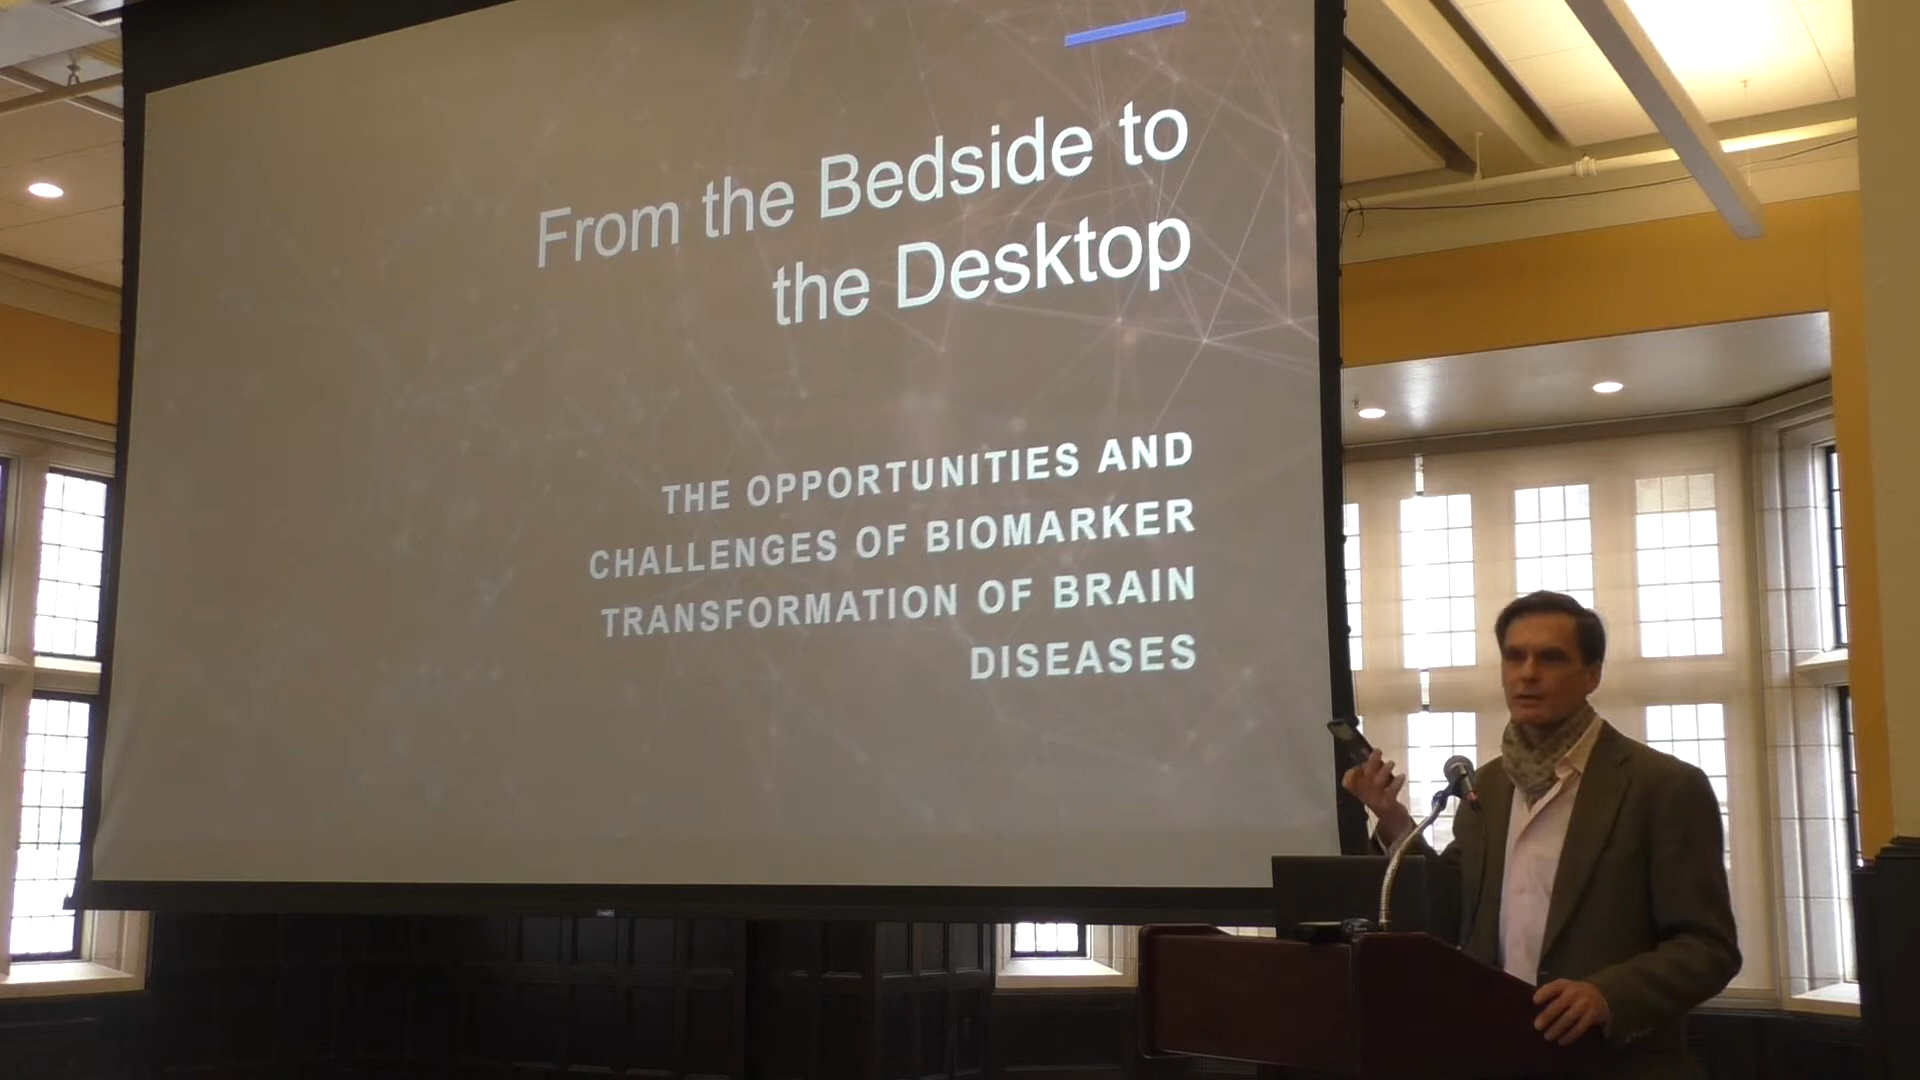 From the Bedside to
the Desktop
THE OPPORTUNITIES AND
CHALLENGES OF BIOMARKER
TRANSFORMATION OF BRAIN
DISEASES